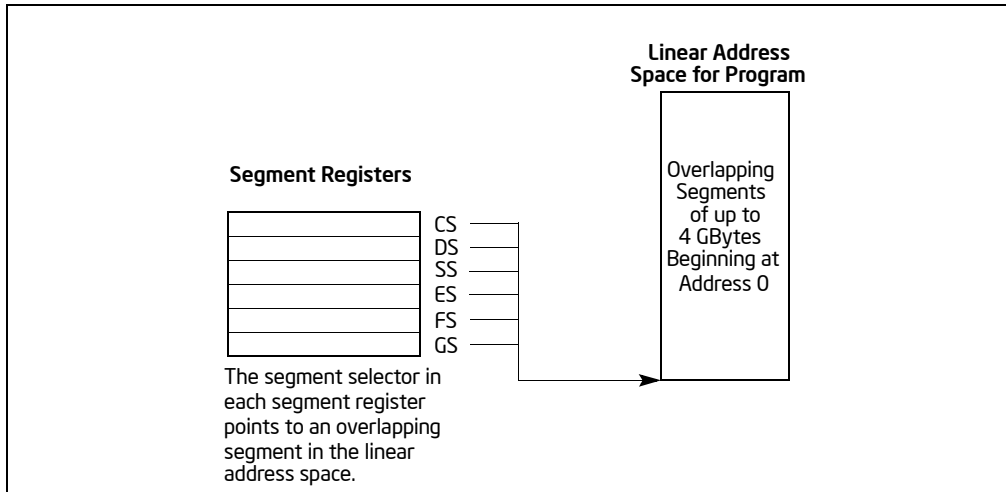 Linear Address
Space for Program
Overlapping
Segments
of up to
4 GBytes
Beginning at
Address 0
Segment Registers
CS
DS
SS
ES
FS
GS
The segment selector in
each segment register
points to an overlapping
segment in the linear
address space.